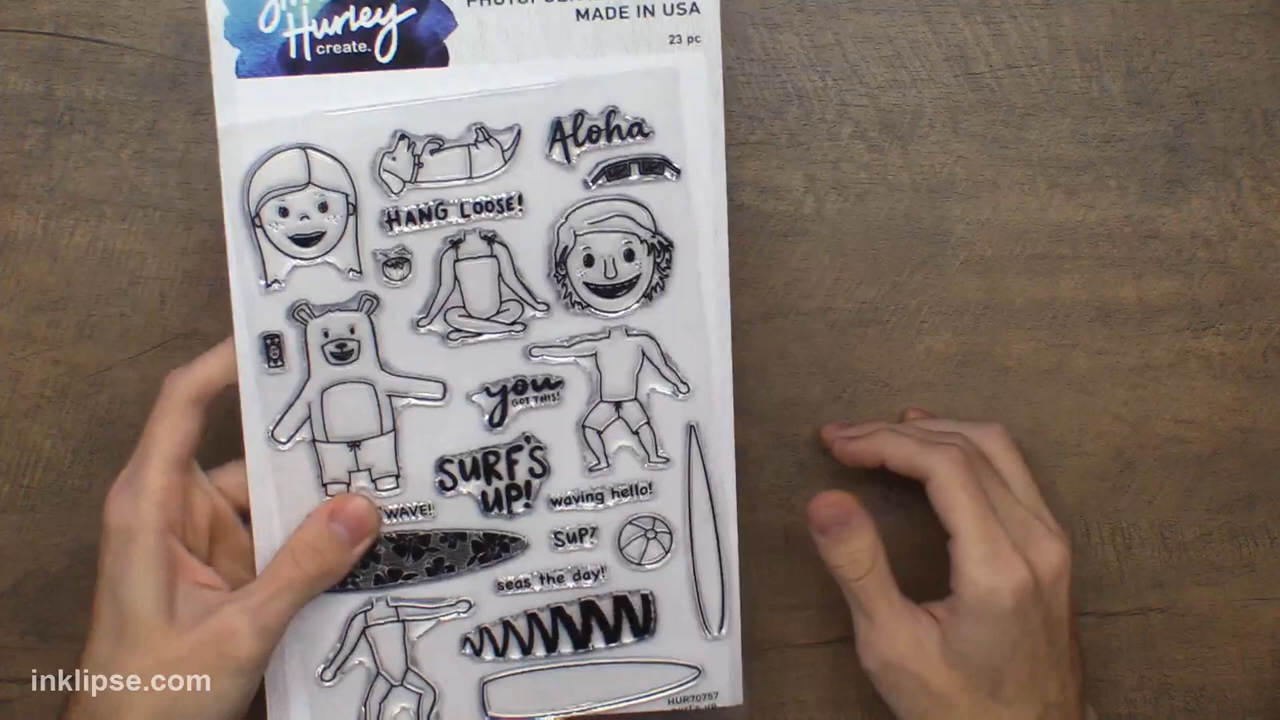 Hurley
create.
MADE IN USA
23 pc
Aloha
HANG LOOSE!
you
GOT THIS!
SURF'S
UP!
waving hello!
WAVE!
SUP?
seas the day!
HUR70757
inklipse.com